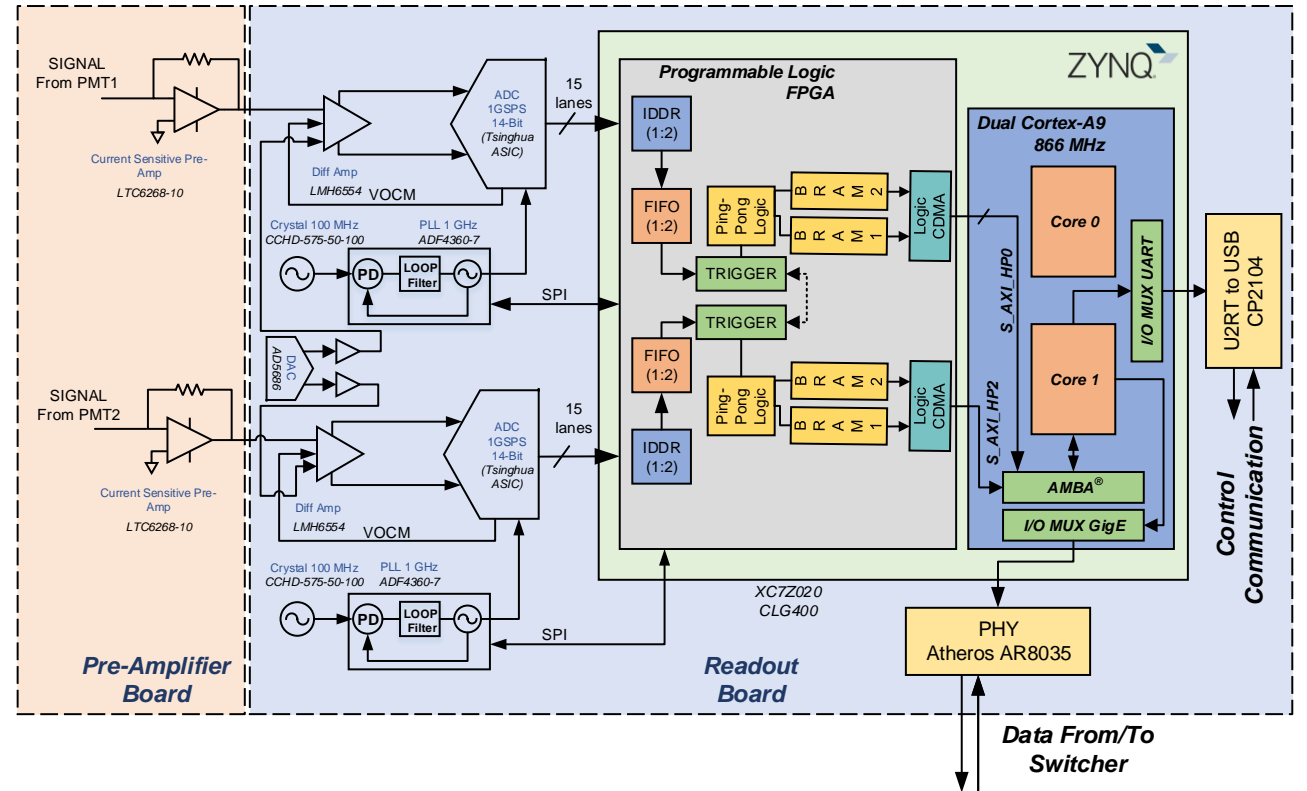 SIGNAL
From PMT1
Current Sensitive Pre-
Amp
LTC6268-10
SIGNAL
From PMT2
Current Sensitive Pre-
Amp
LTC6268-10
Pre-Amplifier
Board
Diff Amp
LMH6554
VOCM
ADC
1GSPS
14-Bit
(Tsinghua
ASIC)
15
lanes
Crystal 100 MHz
CCHD-575-50-100
PLL 1 GHz
ADF4360-7
PD
LOOP
Filter
SPI
DAC
AD5686
Diff Amp
LMH6554
VOCM
ADC
1GSPS
14-Bit
(Tsinghua
ASIC)
15
lanes
Crystal 100 MHz
CCHD-575-50-100
PLL 1 GHz
ADF4360-7
PD
LOOP
Filter
SPI
Readout
Board
ZYNQ
Programmable Logic
FPGA
IDDR
(1:2)
FIFO
(1:2)
Ping-
Pong
Logic
BRAM 2
BRAM 1
Logic
CDMA
TRIGGER
TRIGGER
FIFO
(1:2)
IDDR
(1:2)
Ping-
Pong
Logic
BRAM 2
BRAM 1
Logic
CDMA
S_AXI_HP0
S_AXI_HP2
Dual Cortex-A9
866 MHz
Core 0
Core 1
I/O MUX UART
AMBA®
I/O MUX GigE
XC7Z020
CLG400
U2RT to USB
CP2104
Control
Communication
PHY
Atheros AR8035
Data From/To
Switcher